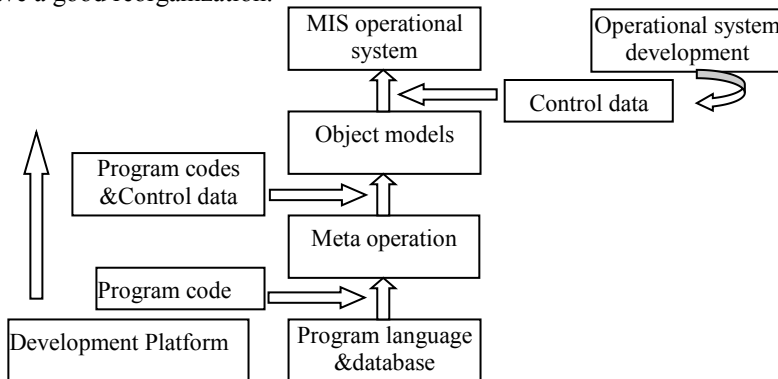 ve a good reorganization.
MIS operational
system
Operational system
development
Control data
Object models
Program codes
&Control data
Meta operation
Program code
Development Platform
Program language
&database